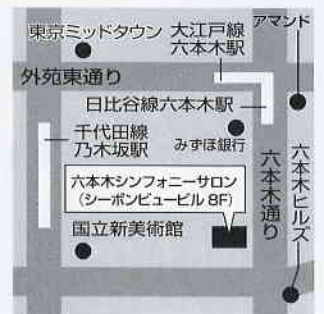 アマンド
東京ミッドタウン
大江戸線
六本木駅
外苑東通り
日比谷線六本木駅
千代田線
乃木坂駅
みずほ銀行
六本木シンフォニーサロン
(シーボンビュービル 8F)
国立新美術館
六本木通り
六本木ヒルズ